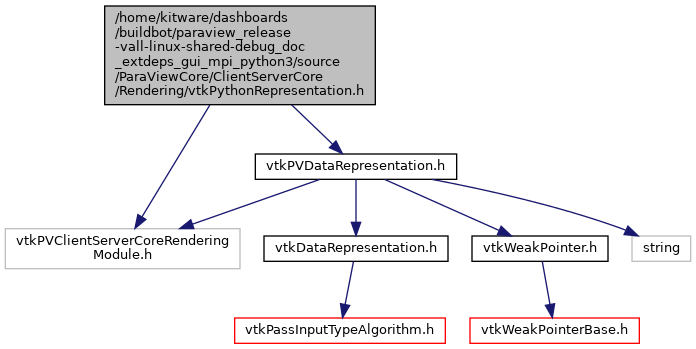 /home/kitware/dashboards
/buildbot/paraview_release
-vall-linux-shared-debug_doc
_extdeps_gui_mpi_python3/source
/ParaViewCore/ClientServerCore
/Rendering/vtkPythonRepresentation.h
vtkPVDataRepresentation.h
vtkPVClientServerCoreRendering
Module.h
vtkDataRepresentation.h
vtkWeakPointer.h
string
vtkPassInputTypeAlgorithm.h
vtkWeakPointerBase.h